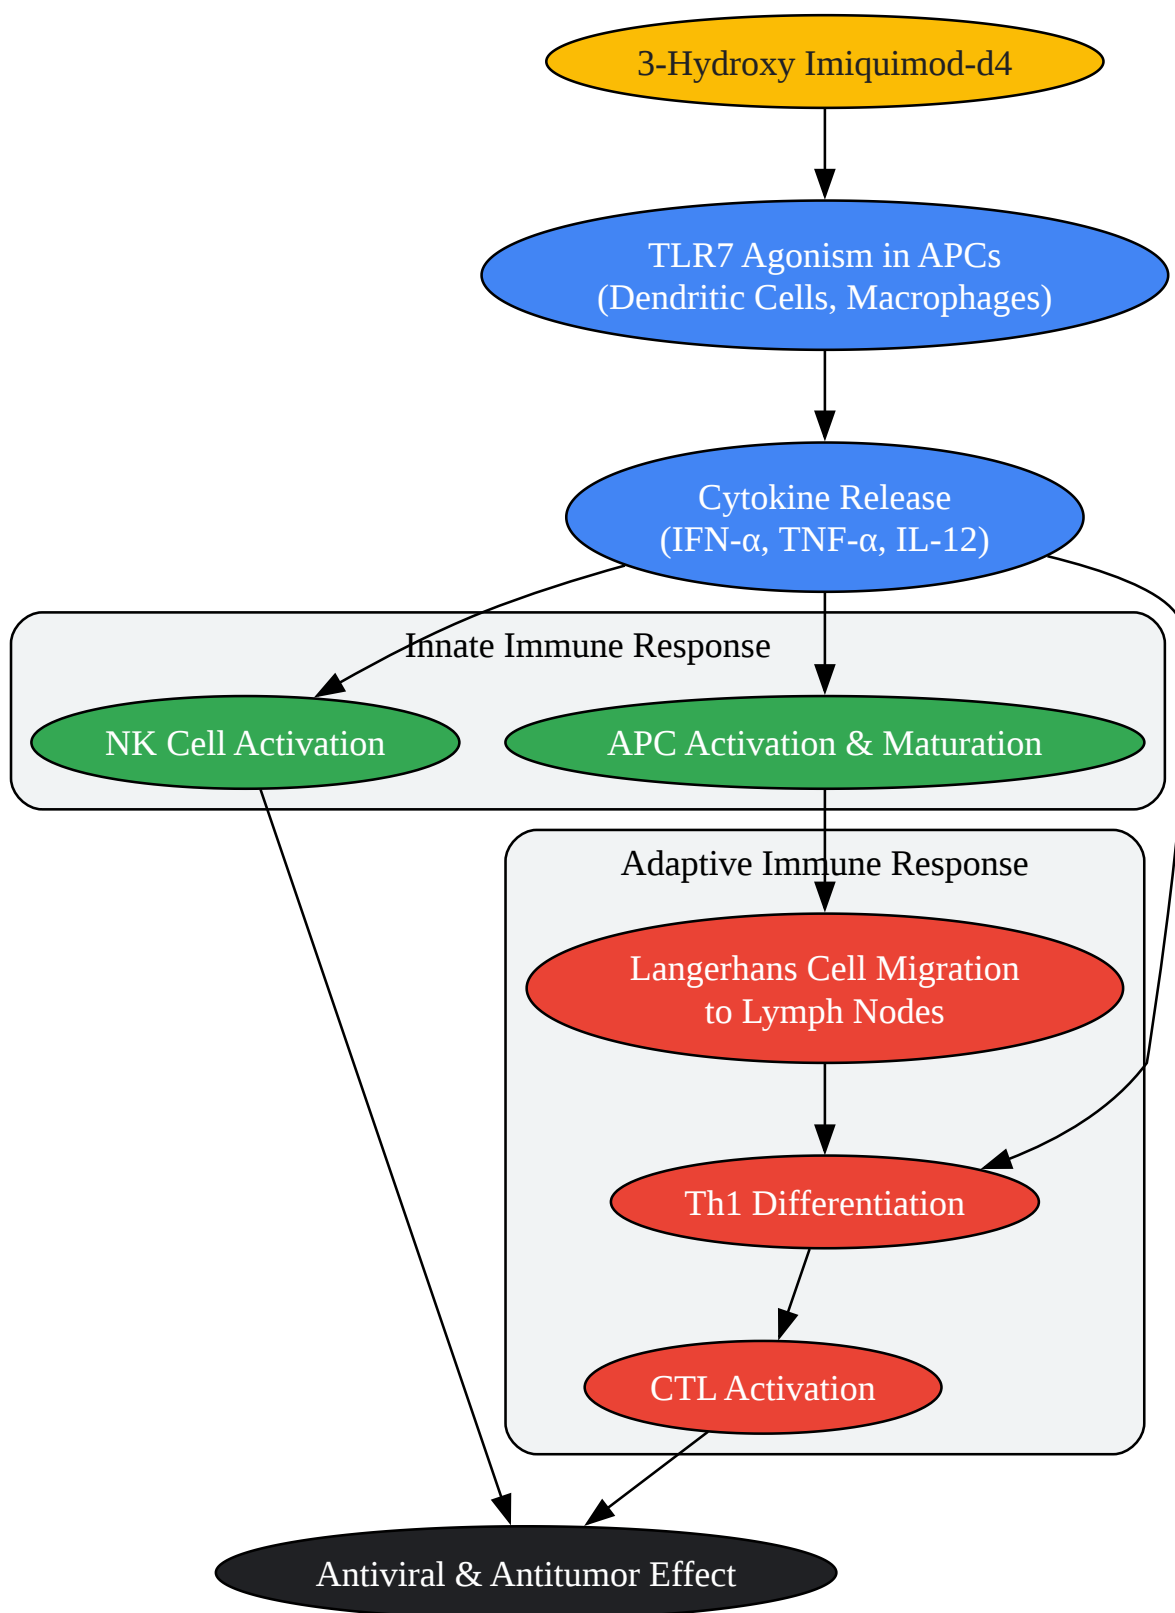 3-Hydroxy Imiquimod-d4
TLR7 Agonism in APCs
(Dendritic Cells, Macrophages)
Cytokine Release
(IFN-α, TNF-α, IL-12)
Innate Immune Response
NK Cell Activation
APC Activation & Maturation
Adaptive Immune Response
Langerhans Cell Migration
to Lymph Nodes
Th1 Differentiation
CTL Activation
Antiviral & Antitumor Effect